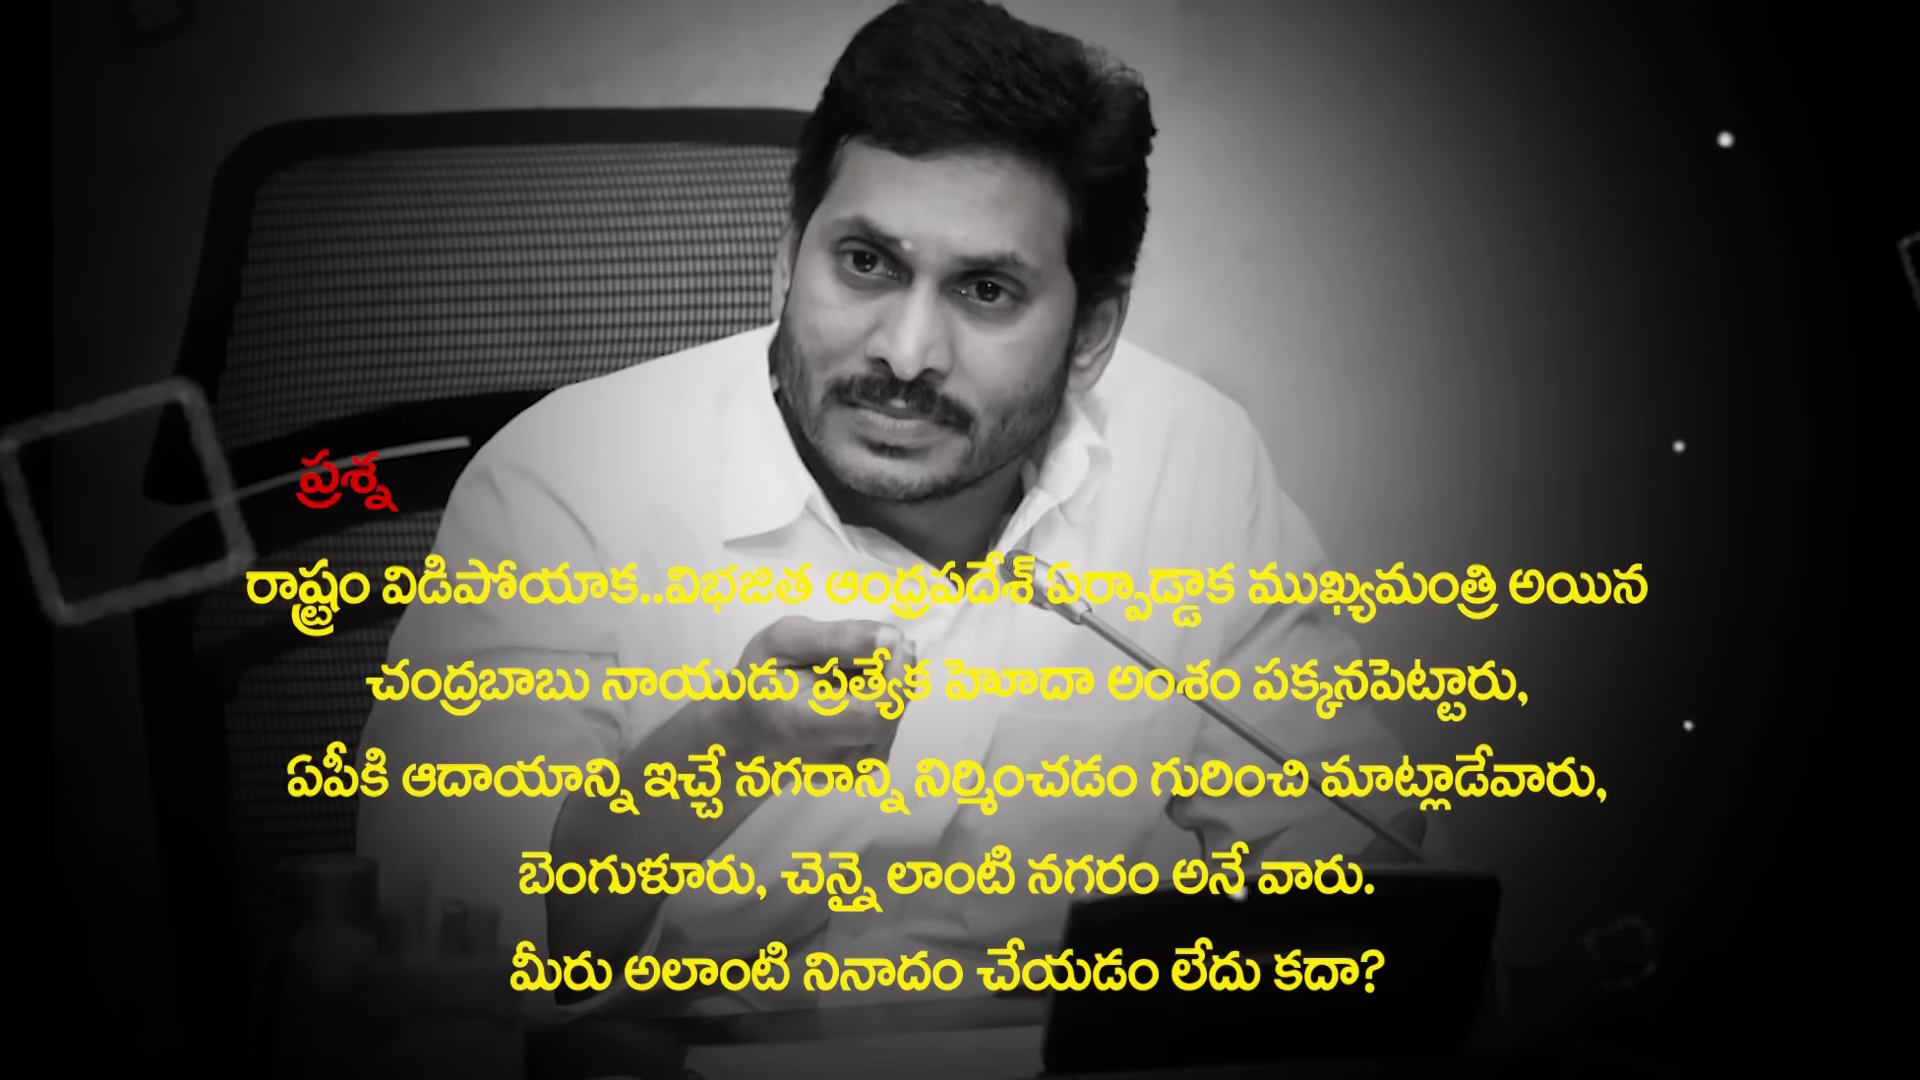 ప్రశ్న
రాష్ట్రం విడిపోయాక..విభజిత ఆంధ్రప్రదేశ్ ఏర్పాడ్డాక ముఖ్యమంత్రి అయిన
చంద్రబాబు నాయుడు ప్రత్యేక హెూదా అంశం పక్కనపెట్టారు,
ఏపీకి ఆదాయాన్ని ఇచ్చే నగరాన్ని నిర్మించడం గురించి మాట్లాడేవారు,
బెంగుళూరు, చెన్నై లాంటి నగరం అనే వారు.
మీరు అలాంటి నినాదం చేయడం లేదు కదా?